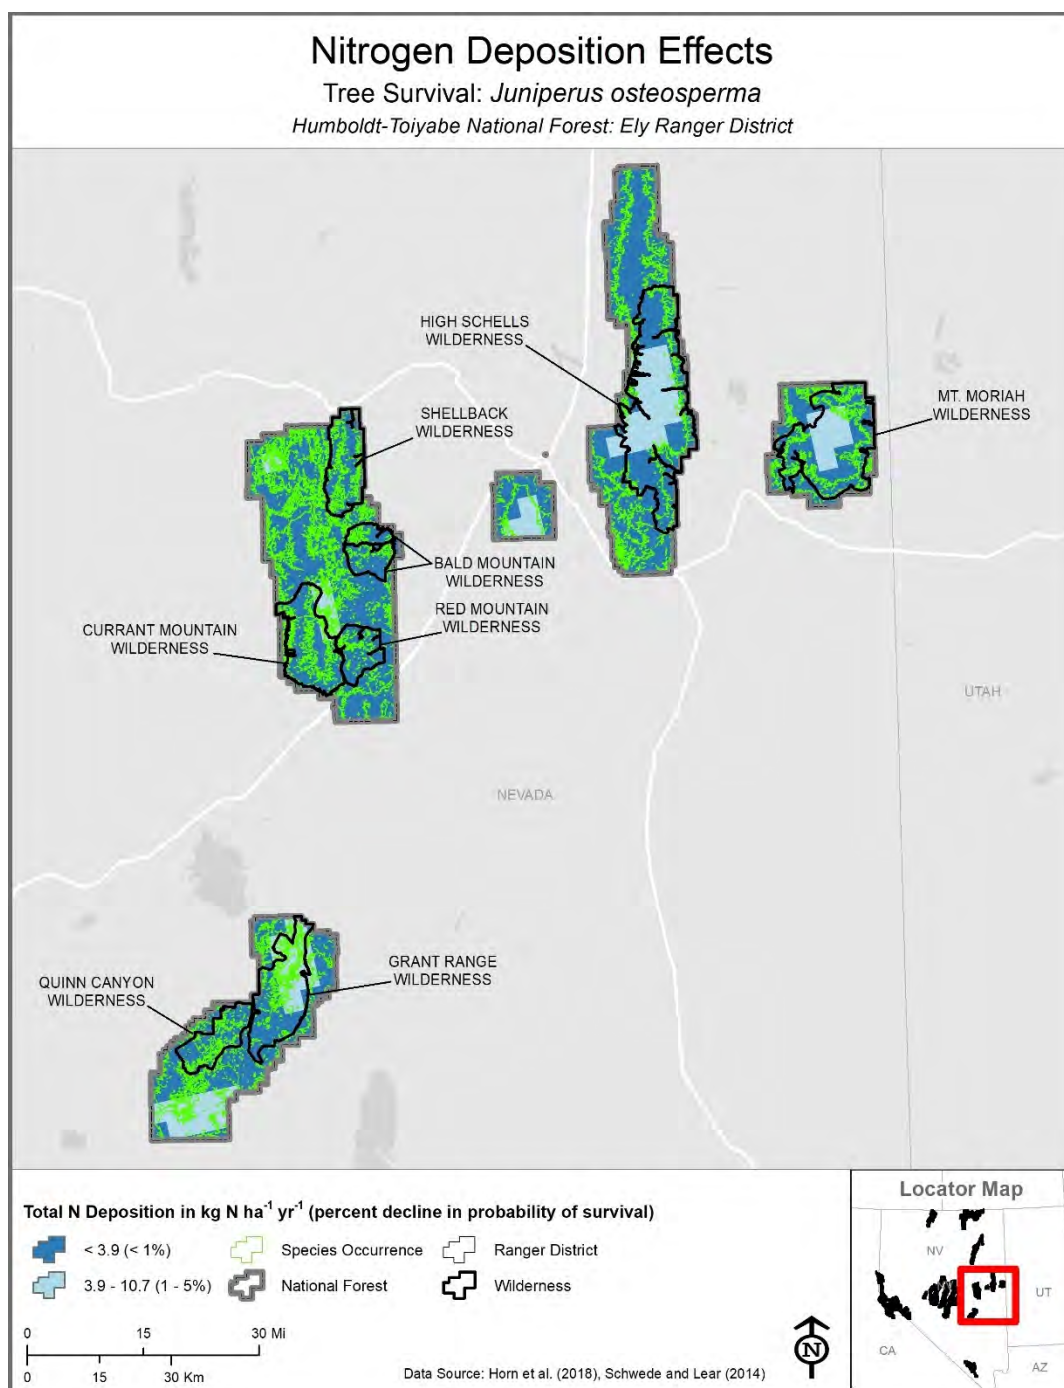 Nitrogen Deposition Effects
Tree Survival: Juniperus osteosperma
Humboldt-Toiyabe National Forest: Ely Ranger District
HIGH SCHELLS
WILDERNESS
SHELLBACK
WILDERNESS
MT. MORIAH
WILDERNESS
BALD MOUNTAIN
WILDERNESS
RED MOUNTAIN
WILDERNESS
CURRANT MOUNTAIN
WILDERNESS
UTAH
NEVADA
GRANT RANGE
WILDERNESS
QUINN CANYON
WILDERNESS
Total N Deposition in kg N ha⁻¹ yr⁻¹ (percent decline in probability of survival)
< 3.9 (< 1%)
Species Occurrence
Ranger District
3.9 - 10.7 (1 - 5%)
National Forest
Wilderness
0 15 30 Mi
0 15 30 Km
N
Data Source: Horn et al. (2018), Schwede and Lear (2014)
Locator Map
NV
UT
CA
AZ